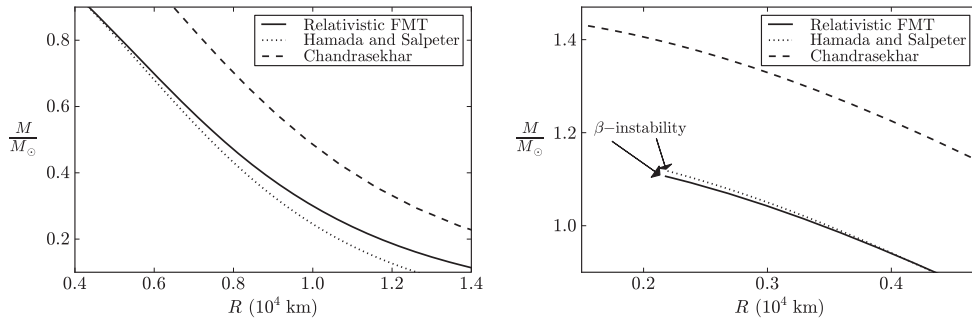 Relativistic FMT
Hamada and Salpeter
Chandrasekhar
0.8
0.6
0.4
0.2
M
M⊙
0.4
0.6
0.8
1.0
1.2
1.4
R (10⁴ km)
Relativistic FMT
Hamada and Salpeter
Chandrasekhar
1.4
1.2
1.0
M
M⊙
β−instability
0.2
0.3
0.4
R (10⁴ km)